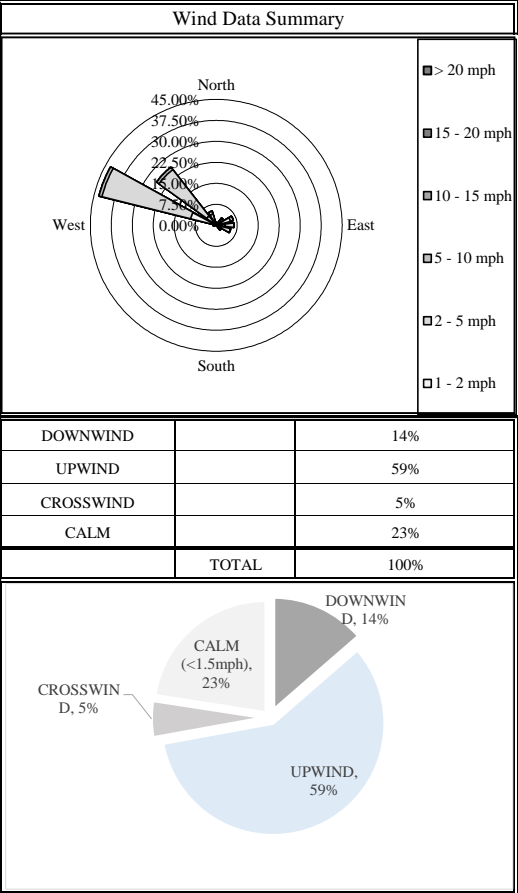 Wind Data Summary
North
45.00%
37.50%
30.00%
22.50%
15.00%
7.50%
0.00%
West
East
South
> 20 mph
15 - 20 mph
10 - 15 mph
5 - 10 mph
2 - 5 mph
1 - 2 mph
DOWNWIND 14%
UPWIND 59%
CROSSWIND 5%
CALM 23%
TOTAL 100%
DOWNWIN
D, 14%
CALM
(<1.5mph),
23%
CROSSWIN
D, 5%
UPWIND,
59%